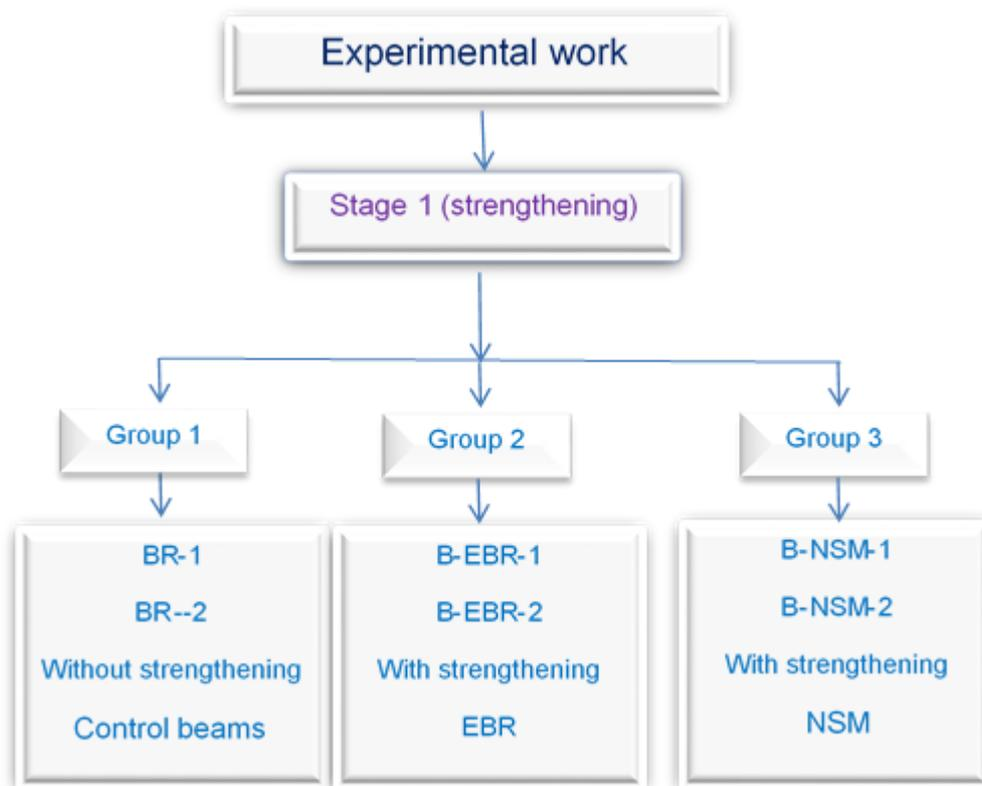 Experimental work
Stage 1 (strengthening)
Group 1
Group 2
Group 3
BR-1
BR--2
Without strengthening
Control beams
B-EBR-1
B-EBR-2
With strengthening
EBR
B-NSM-1
B-NSM-2
With strengthening
NSM